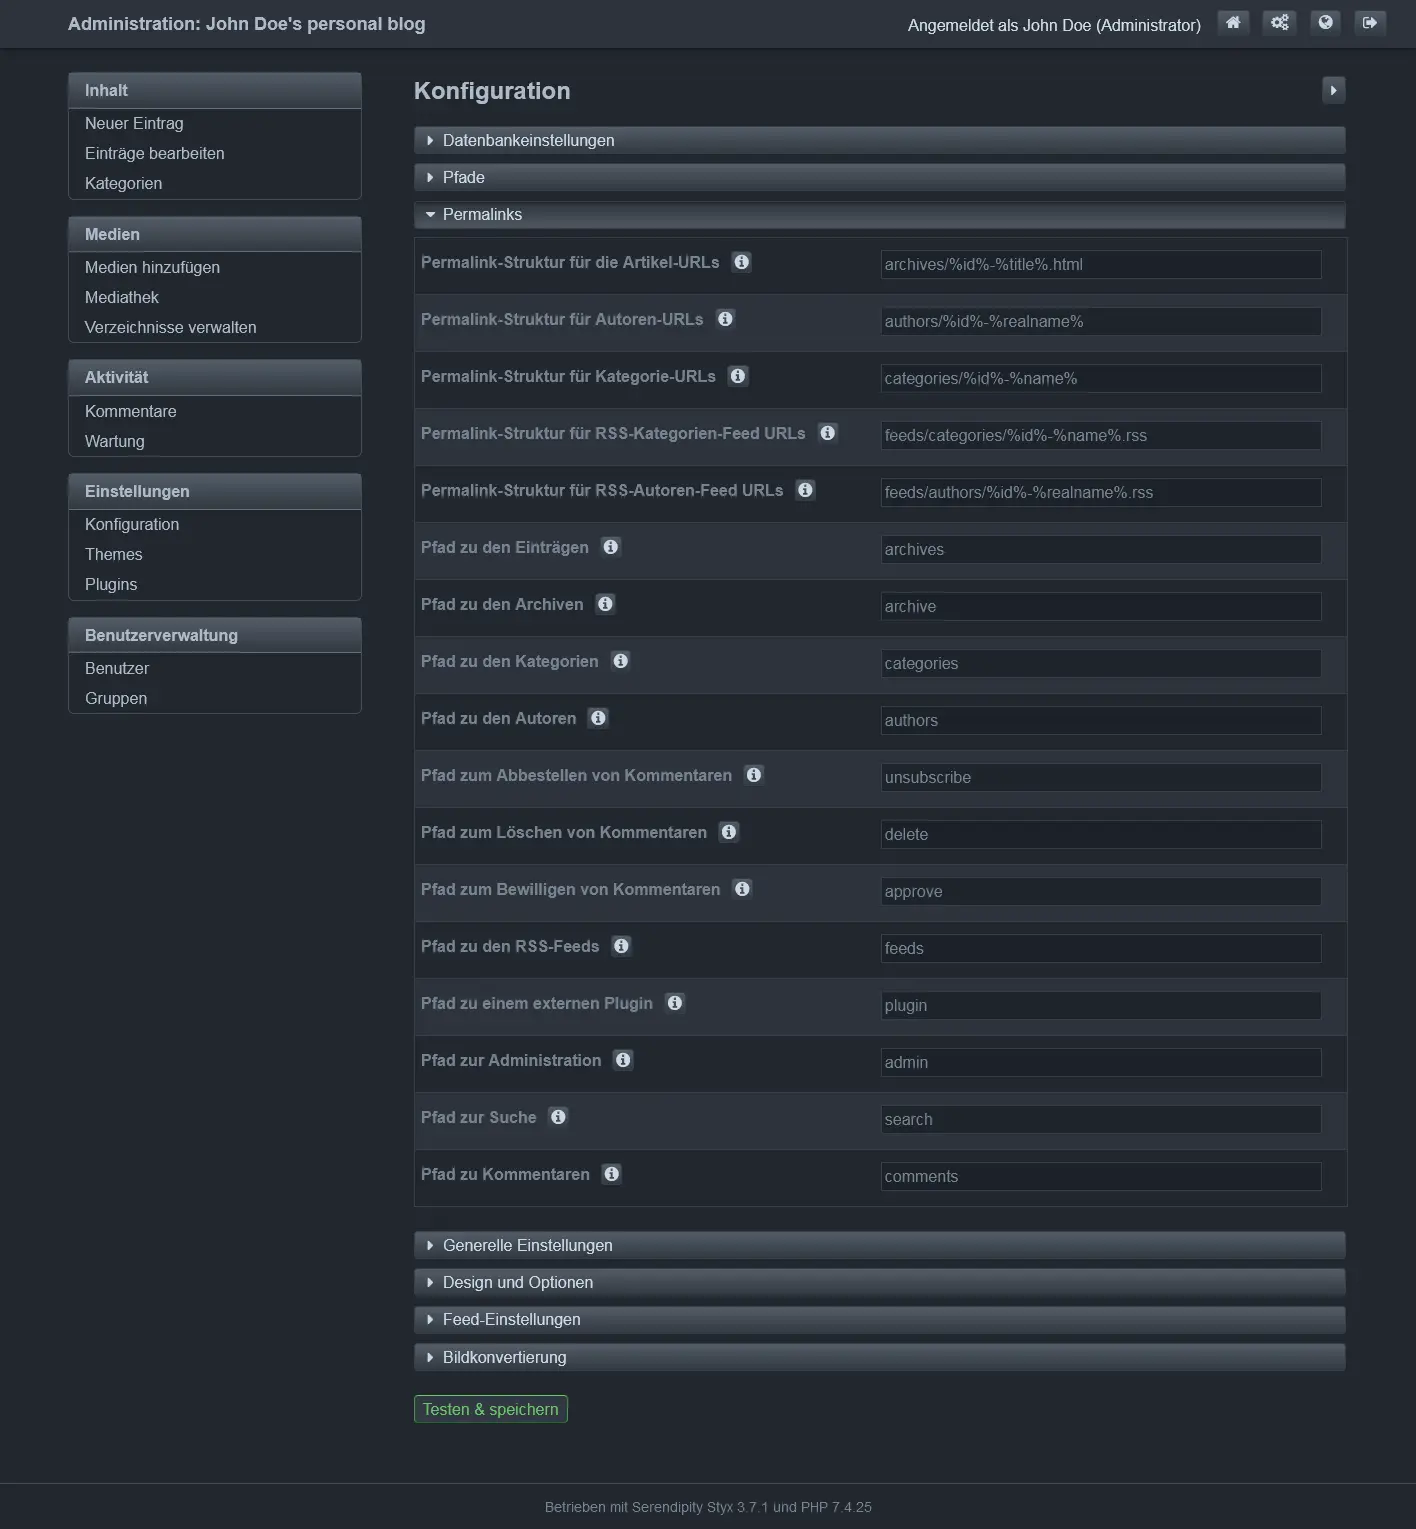 Administration: John Doe's personal blog
Angemeldet als John Doe (Administrator)
Inhalt
Neuer Eintrag
Einträge bearbeiten
Kategorien
Medien
Medien hinzufügen
Mediathek
Verzeichnisse verwalten
Aktivität
Kommentare
Wartung
Einstellungen
Konfiguration
Themes
Plugins
Benutzerverwaltung
Benutzer
Gruppen
Konfiguration
Datenbankeinstellungen
Pfade
Permalinks
Permalink-Struktur für die Artikel-URLs
archives/%id%-%title%.html
Permalink-Struktur für Autoren-URLs
authors/%id%-%realname%
Permalink-Struktur für Kategorie-URLs
categories/%id%-%name%
Permalink-Struktur für RSS-Kategorien-Feed URLs
feeds/categories/%id%-%name%.rss
Permalink-Struktur für RSS-Autoren-Feed URLs
feeds/authors/%id%-%realname%.rss
Pfad zu den Einträgen
archives
Pfad zu den Archiven
archive
Pfad zu den Kategorien
categories
Pfad zu den Autoren
authors
Pfad zum Abbestellen von Kommentaren
unsubscribe
Pfad zum Löschen von Kommentaren
delete
Pfad zum Bewilligen von Kommentaren
approve
Pfad zu den RSS-Feeds
feeds
Pfad zu einem externen Plugin
plugin
Pfad zur Administration
admin
Pfad zur Suche
search
Pfad zu Kommentaren
comments
Generelle Einstellungen
Design und Optionen
Feed-Einstellungen
Bildkonvertierung
Testen & speichern
Betrieben mit Serendipity Styx 3.7.1 und PHP 7.4.25